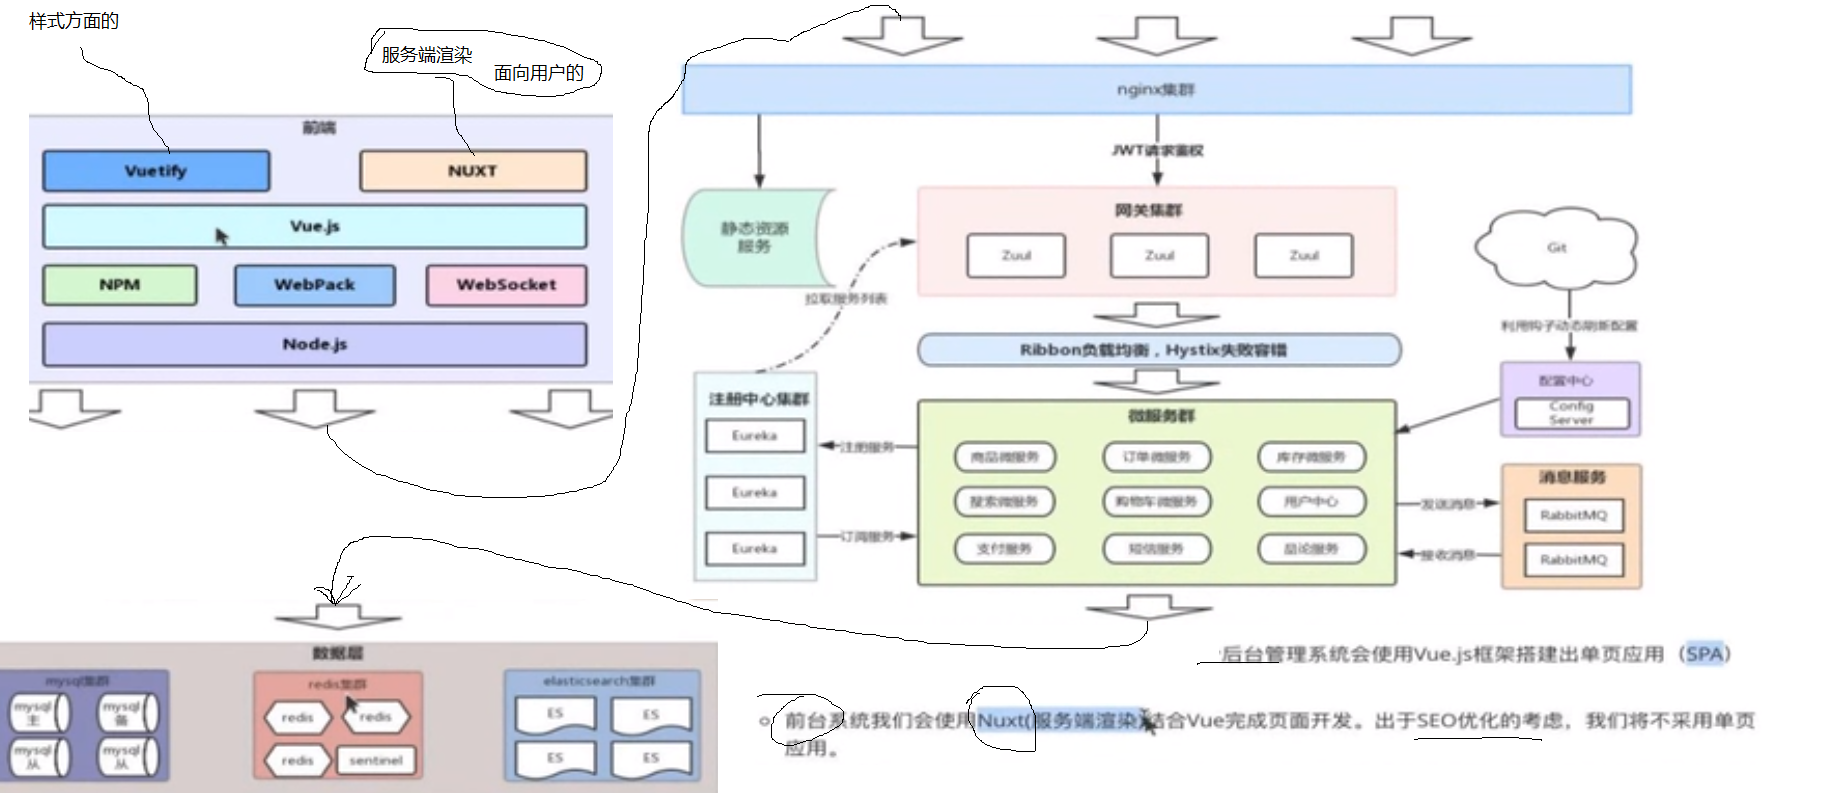 样式方面的
服务端渲染
面向用户的
前端
Vuetify
NUXT
Vue.js
NPM
WebPack
WebSocket
Node.js
nginx集群
JWT请求鉴权
静态资源
服务
网关集群
Zuul
Zuul
Zuul
拉取服务列表
Git
利用钩子动态刷新配置
Ribbon负载均衡，Hystix失败容错
注册中心集群
Eureka
Eureka
Eureka
注册服务
订阅服务
微服务群
商品微服务
订单微服务
库存微服务
搜索微服务
购物车微服务
用户中心
支付服务
短信服务
品论服务
配置中心
Config
Server
发送消息
接收消息
消息服务
RabbitMQ
RabbitMQ
数据层
mysql集群
mysql
主
mysql
备
mysql
从
mysql
从
redis集群
redis
redis
redis
sentinel
elasticsearch集群
ES
ES
ES
ES
后台管理系统会使用Vue.js框架搭建出单页应用（SPA）
前台系统我们会使用Nuxt(服务端渲染)结合Vue完成页面开发。出于SEO优化的考虑，我们将不采用单页
应用。